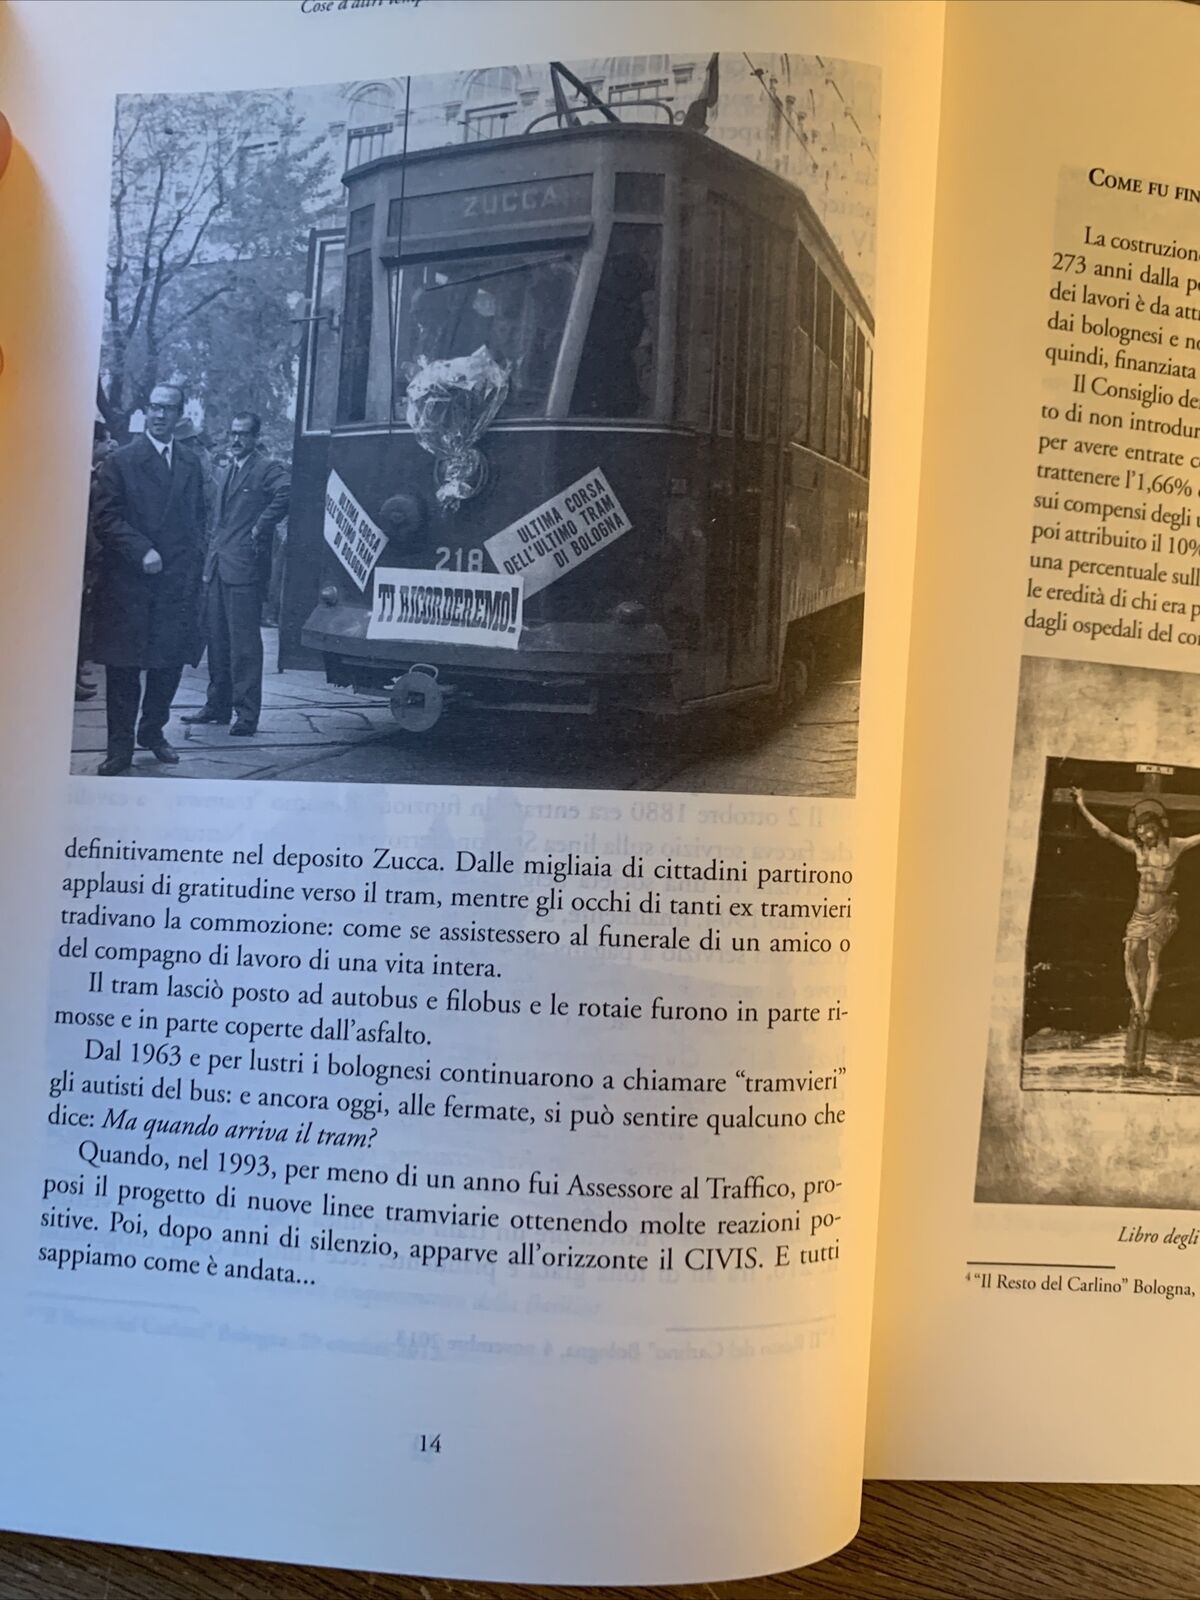 Cose d'altri
ZUCCA
ULTIMA CORSA
DELL'ULTIMO TRAM
DI BOLOGNA
ULTIMA CORSA
DELL'ULTIMO TRAM
DI BOLOGNA
218
TI RICORDEREMO!
definitivamente nel deposito Zucca. Dalle migliaia di cittadini partirono
applausi di gratitudine verso il tram, mentre gli occhi di tanti ex tramvieri
tradivano la commozione: come se assistessero al funerale di un amico o
del compagno di lavoro di una vita intera.
Il tram lasciò posto ad autobus e filobus e le rotaie furono in parte ri-
mosse e in parte coperte dall'asfalto.
Dal 1963 e per lustri i bolognesi continuarono a chiamare “tramvieri”
gli autisti del bus: e ancora oggi, alle fermate, si può sentire qualcuno che
dice: Ma quando arriva il tram?
Quando, nel 1993, per meno di un anno fui Assessore al Traffico, pro-
posi il progetto di nuove linee tramviarie ottenendo molte reazioni po-
sitive. Poi, dopo anni di silenzio, apparve all'orizzonte il CIVIS. E tutti
sappiamo come è andata...
14
COME FU FIN
La costruzion
273 anni dalla p
dei lavori è da att
dai bolognesi e n
quindi, finanziata
Il Consiglio de
to di non introdur
per avere entrate c
trattenere l'1,66%
sui compensi degli
poi attribuito il 10%
una percentuale sull
le eredità di chi era p
dagli ospedali del co
INRI
Libro degli
4 “Il Resto del Carlino” Bologna,